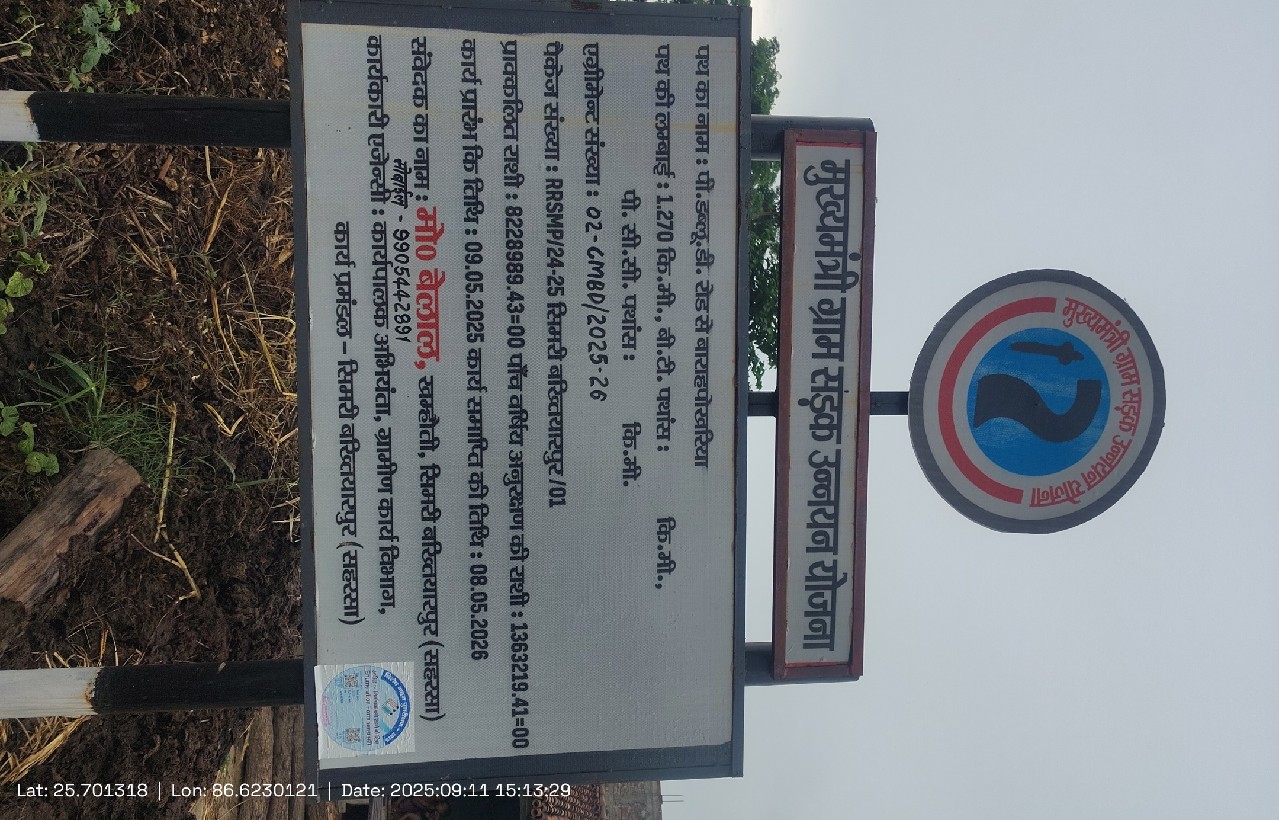 मुख्यमंत्री ग्राम सड़क उन्नयन योजना
मुख्यमंत्री ग्राम सड़क उन्नयन योजना
पथ का नाम : पी.डब्लू.डी. रोड से बाराहपोखरिया
पथ की लम्बाई : 1.270 कि.मी., बी.टी. पथांस : कि.मी.,
पी. सी.सी. पथांस : कि.मी.
एग्रीमेन्ट संख्या : 02-CMBD/2025-26
पैकेज संख्या : RRSMP/24-25 सिमरी बख्तियारपुर /01
प्राक्कलित राशी : 8228989.43=00 पाँच वर्षिय अनुरक्षण की राशी : 1363219.41=00
कार्य प्रारंभ कि तिथि : 09.05.2025 कार्य समाप्ति की तिथि : 08.05.2026
संवेदक का नाम : मो0 बेलाल, खम्हौती, सिमरी बख्तियारपुर (सहरसा)
मोबाईल - 9905442891
कार्यकारी एजेन्सी : कार्यपालक अभियंता, ग्रामीण कार्य विभाग,
कार्य प्रमंडल – सिमरी बख्तियारपुर (सहरसा)
Lat: 25.701318 | Lon: 86.6230121 | Date: 2025:09:11 15:13:29